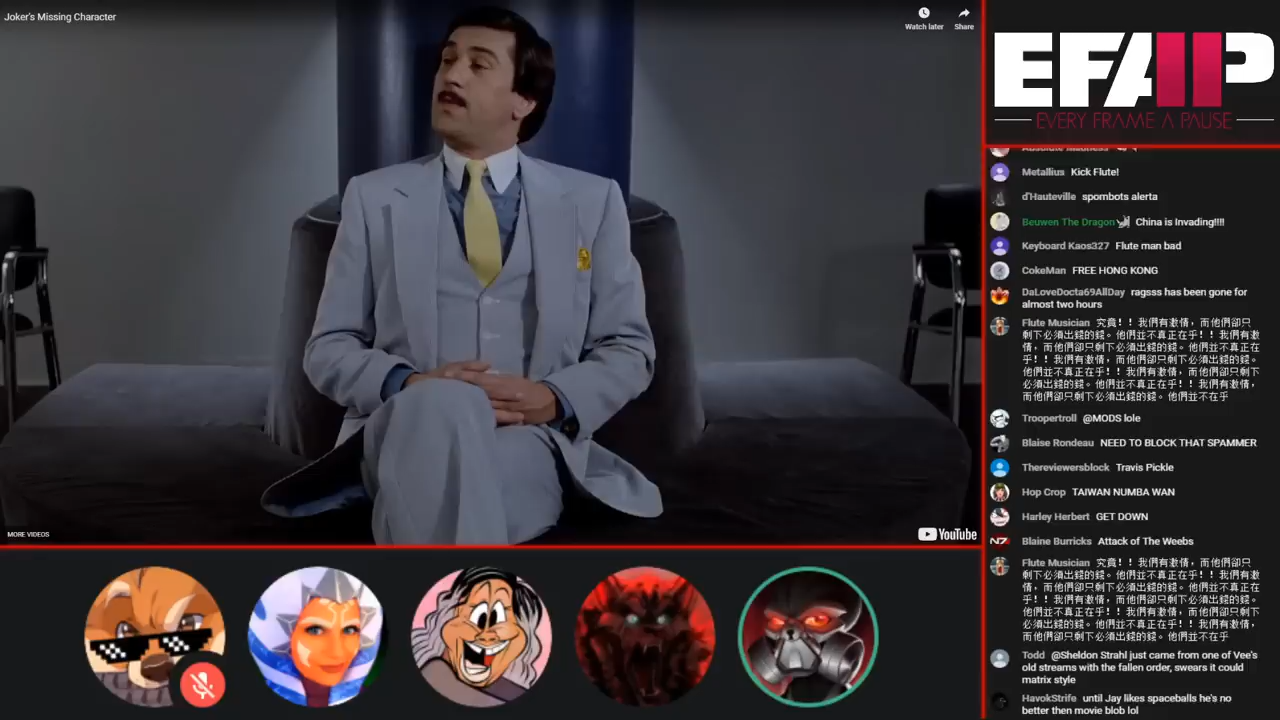 Joker's Missing Character
Watch later
Share
MORE VIDEOS
YouTube
EFAP
EVERY FRAME A PAUSE
Absolute Madness
Metallius Kick Flute!
d'Hauteville spombots alerta
Beuwen The Dragon China is Invading!!!!
Keyboard Kaos327 Flute man bad
CokeMan FREE HONG KONG
DaLoveDocta69AllDay ragsss has been gone for
almost two hours
Flute Musician 究竟！！我們有激情，而他們卻只
剩下必須出錢的錢。他們並不真正在乎！！我們有激
情，而他們卻只剩下必須出錢的錢。他們並不真正在
乎！！我們有激情，而他們卻只剩下必須出錢的錢。
他們並不真正在乎！！我們有激情，而他們卻只剩下
必須出錢的錢。他們並不真正在乎！！我們有激情，
而他們卻只剩下必須出錢的錢。他們並不在乎
Troopertroll @MODS lole
Blaise Rondeau NEED TO BLOCK THAT SPAMMER
Thereviewersblock Travis Pickle
Hop Crop TAIWAN NUMBA WAN
Harley Herbert GET DOWN
Blaine Burricks Attack of The Weebs
Flute Musician 究竟！！我們有激情，而他們卻只
剩下必須出錢的錢。他們並不真正在乎！！我們有激
情，而他們卻只剩下必須出錢的錢。他們並不真正在
乎！！我們有激情，而他們卻只剩下必須出錢的錢。
他們並不真正在乎！！我們有激情，而他們卻只剩下
必須出錢的錢。他們並不真正在乎！！我們有激情，
而他們卻只剩下必須出錢的錢。他們並不在乎
Todd @Sheldon Strahl just came from one of Vee's
old streams with the fallen order, swears it could
matrix style
HavokStrife until Jay likes spaceballs he's no
better then movie blob lol